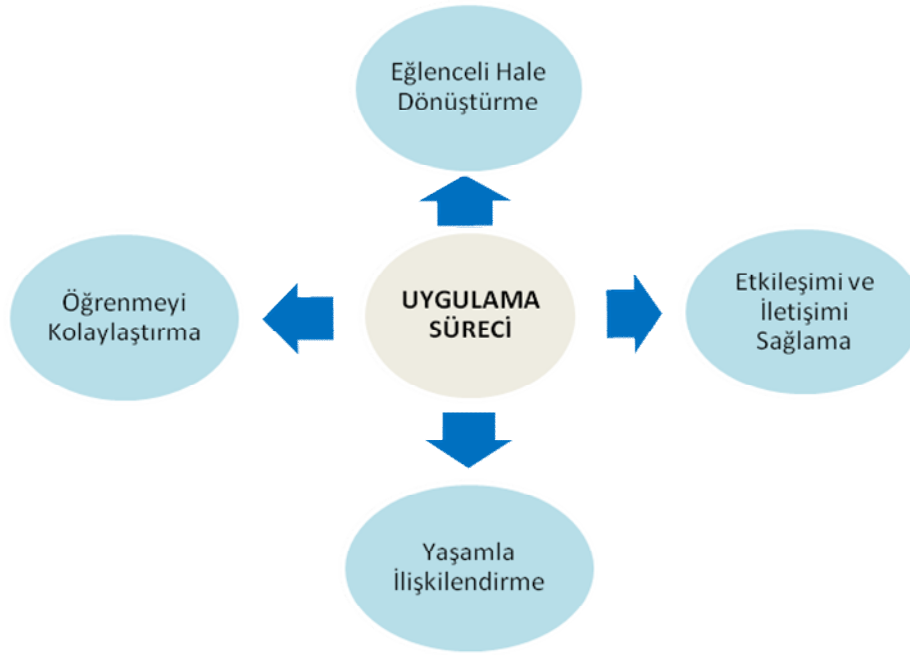 Eğlenceli Hale
Dönüştürme
Öğrenmeyi
Kolaylaştırma
UYGULAMA
SÜRECİ
Etkileşimi ve
İletişimi
Sağlama
Yaşamla
İlişkilendirme